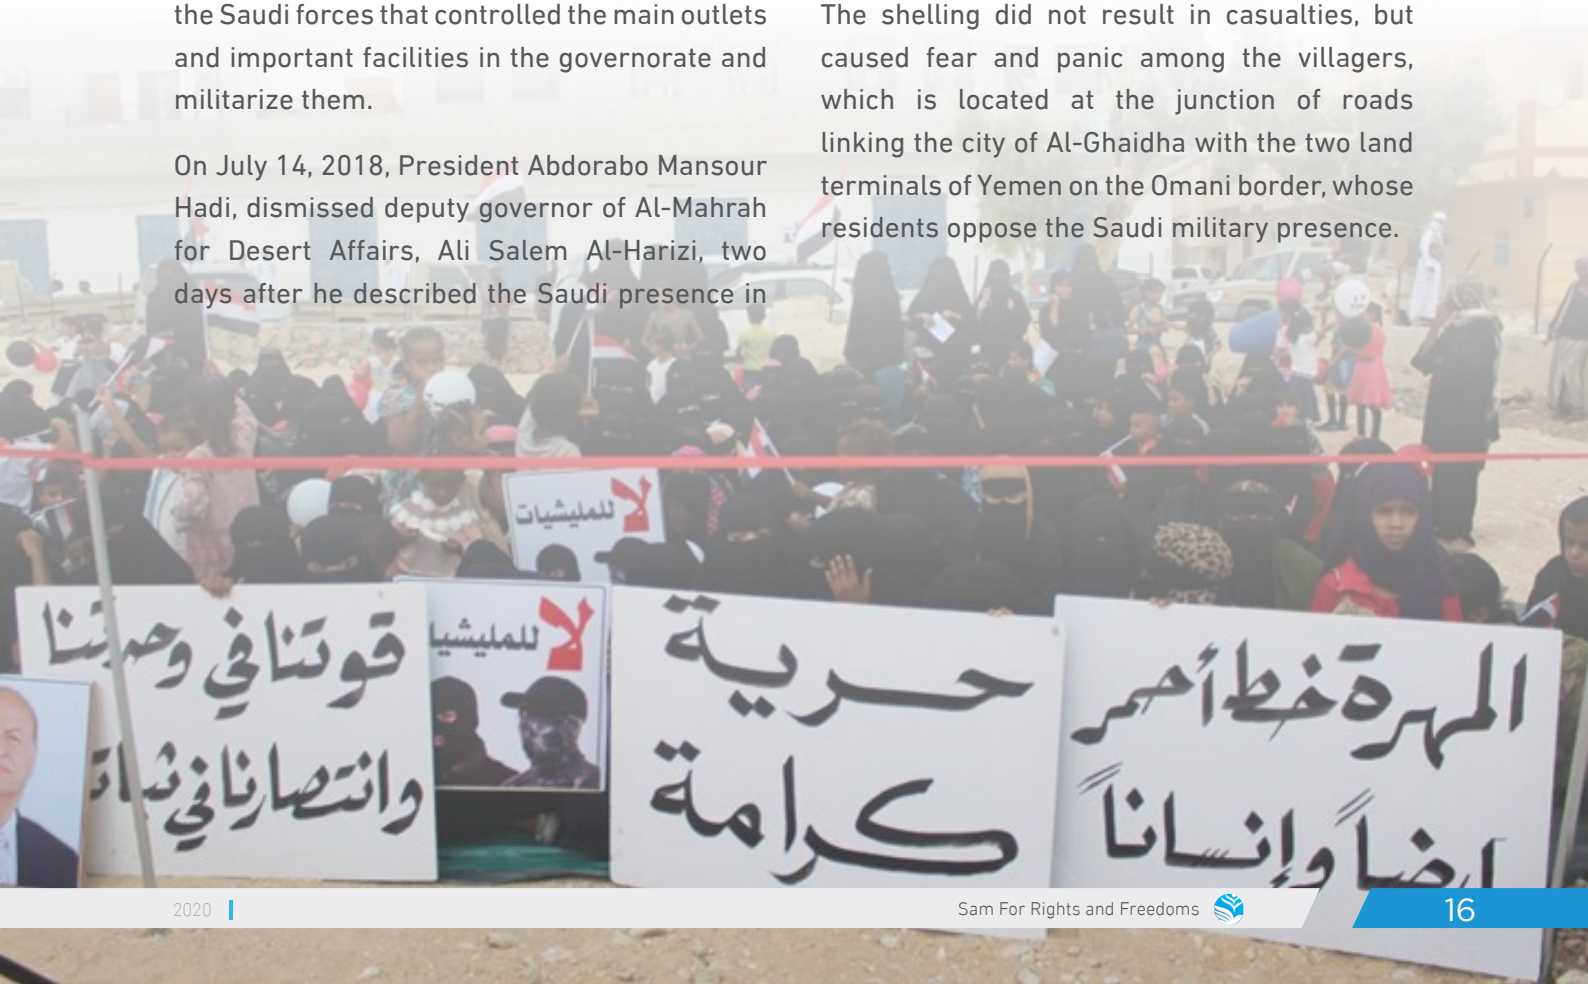 the Saudi forces that controlled the main outlets
and important facilities in the governorate and
militarize them.
On July 14, 2018, President Abdorabo Mansour
Hadi, dismissed deputy governor of Al-Mahrah
for Desert Affairs, Ali Salem Al-Harizi, two
days after he described the Saudi presence in
The shelling did not result in casualties, but
caused fear and panic among the villagers,
which is located at the junction of roads
linking the city of Al-Ghaidha with the two land
terminals of Yemen on the Omani border, whose
residents oppose the Saudi military presence.
لا للمليشيات
المهرة خط أحمر
ارضاً وإنساناً
حرية
كرامة
لا للمليشيا
قوتنا في وحدتنا
وانتصارنا في
2020
Sam For Rights and Freedoms
16